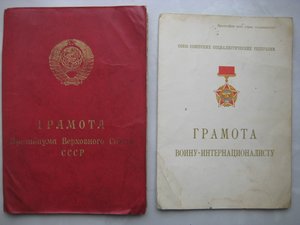 ГРАМОТА
Президиума Верховного Совета
СССР
СОЮЗ СОВЕТСКИХ СОЦИАЛИСТИЧЕСКИХ РЕСПУБЛИК
ГРАМОТА
ВОИНУ-ИНТЕРНАЦИОНАЛИСТУ